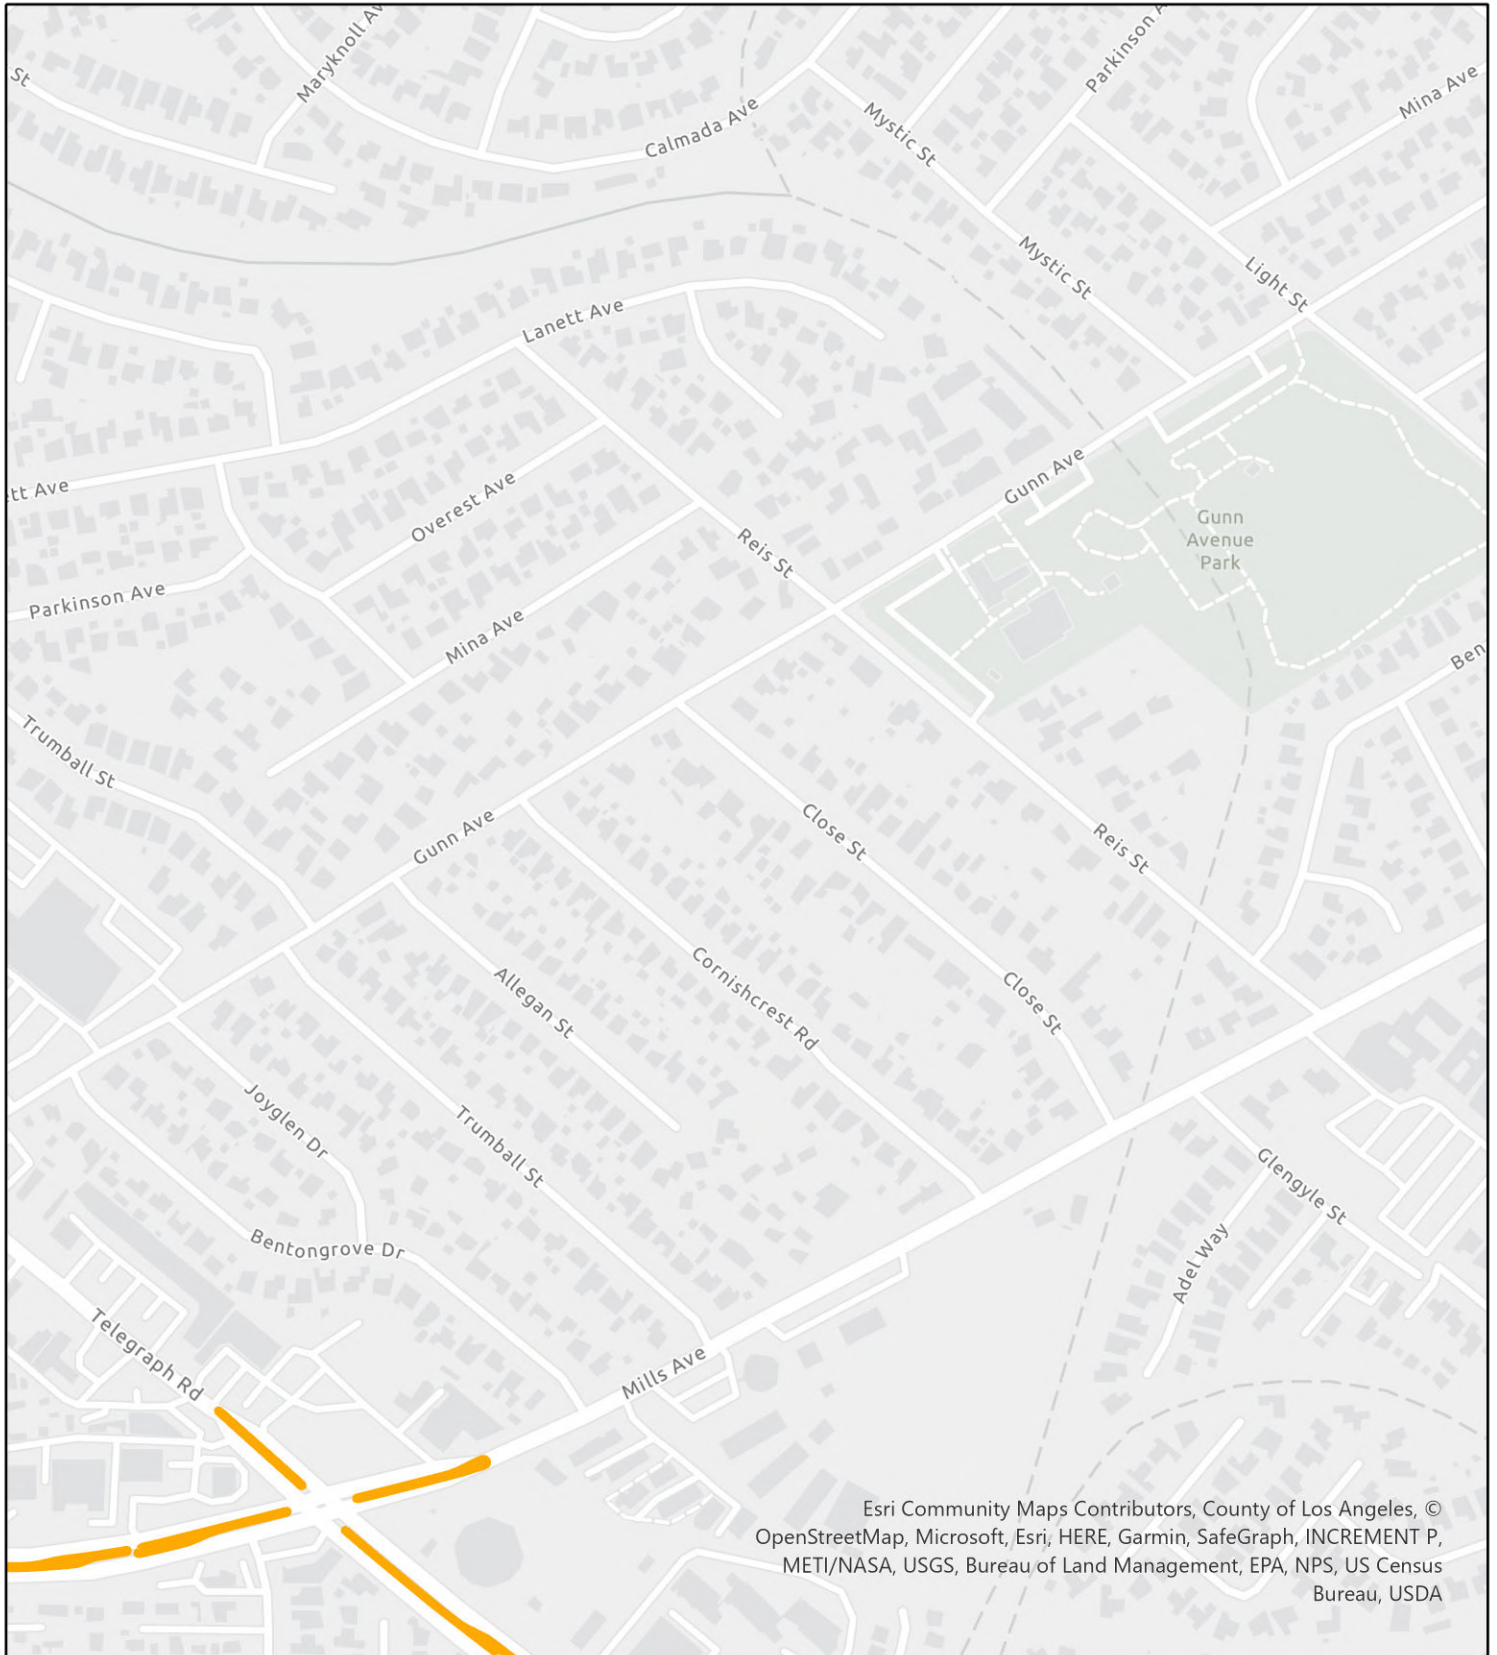 St
Maryknoll Av
Parkinson A
Mina Ave
Calmada Ave
Mystic St
Mystic St
Light St
Lanett Ave
Gunn Ave
ett Ave
Overest Ave
Reis St
Gunn
Avenue
Park
Parkinson Ave
Mina Ave
Ben
Trumball St
Gunn Ave
Close St
Reis St
Allegan St
Cornishcrest Rd
Close St
Joyglen Dr
Trumball St
Glengyle St
Bentongrove Dr
Adel Way
Telegraph Rd
Mills Ave
Esri Community Maps Contributors, County of Los Angeles, ©
OpenStreetMap, Microsoft, Esri, HERE, Garmin, SafeGraph, INCREMENT P,
METI/NASA, USGS, Bureau of Land Management, EPA, NPS, US Census
Bureau, USDA